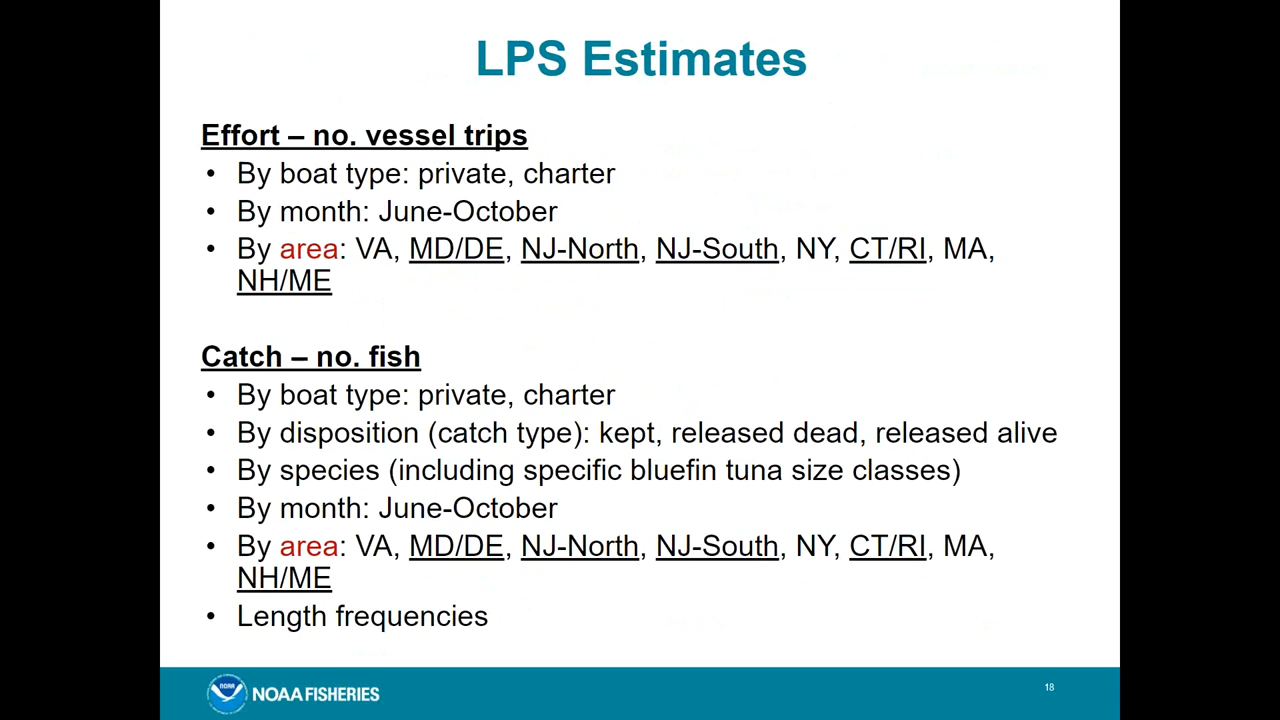 LPS Estimates
Effort – no. vessel trips
• By boat type: private, charter
• By month: June-October
• By area: VA, MD/DE, NJ-North, NJ-South, NY, CT/RI, MA,
NH/ME
Catch – no. fish
• By boat type: private, charter
• By disposition (catch type): kept, released dead, released alive
• By species (including specific bluefin tuna size classes)
• By month: June-October
• By area: VA, MD/DE, NJ-North, NJ-South, NY, CT/RI, MA,
NH/ME
• Length frequencies
NOAA
NOAA FISHERIES
18